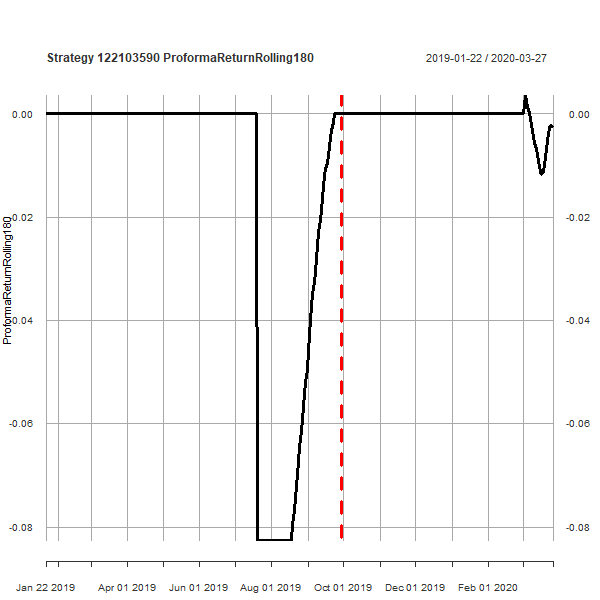 Strategy 122103590 ProformaReturnRolling180
2019-01-22 / 2020-03-27
0.00
0.00
-0.02
-0.02
ProformaReturnRolling180
-0.04
-0.04
-0.06
-0.06
-0.08
-0.08
Jan 22 2019
Apr 01 2019
Jun 01 2019
Aug 01 2019
Oct 01 2019
Dec 01 2019
Feb 01 2020